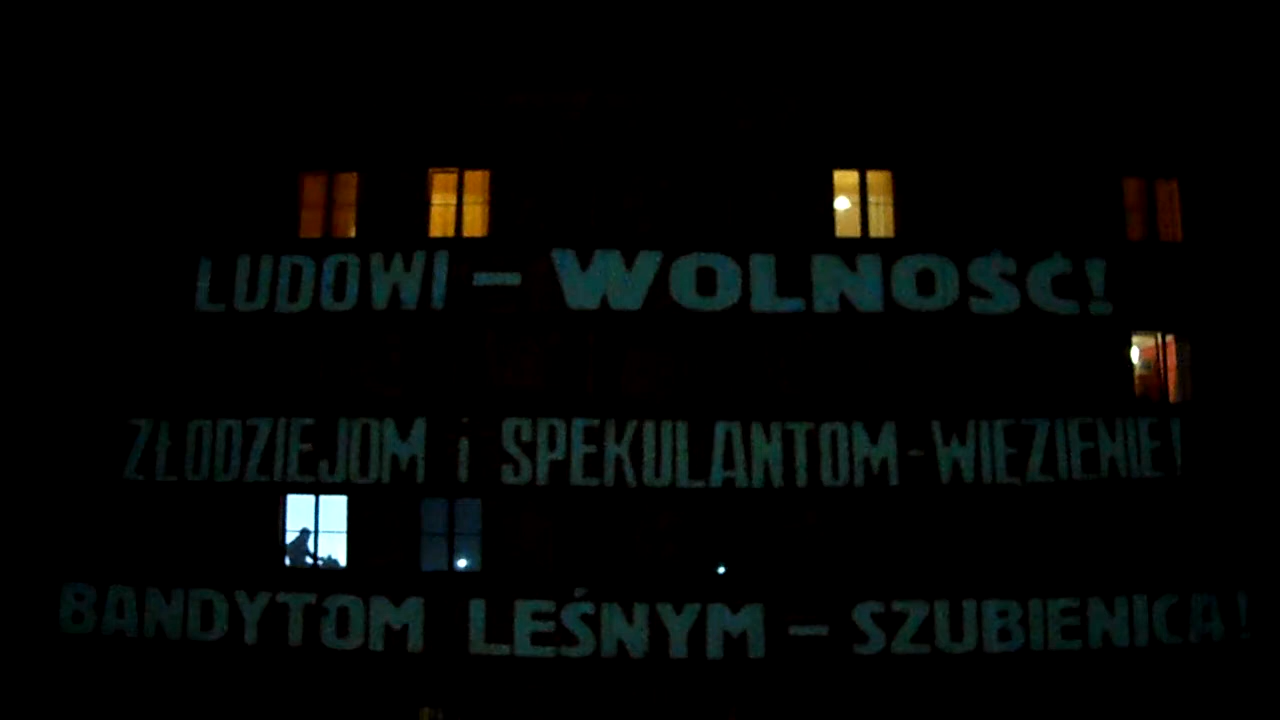 LUDOWI – WOLNOŚĆ!
ZŁODZIEJOM i SPEKULANTOM - WIĘZIENIE!
BANDYTOM LEŚNYM – SZUBIENICA!